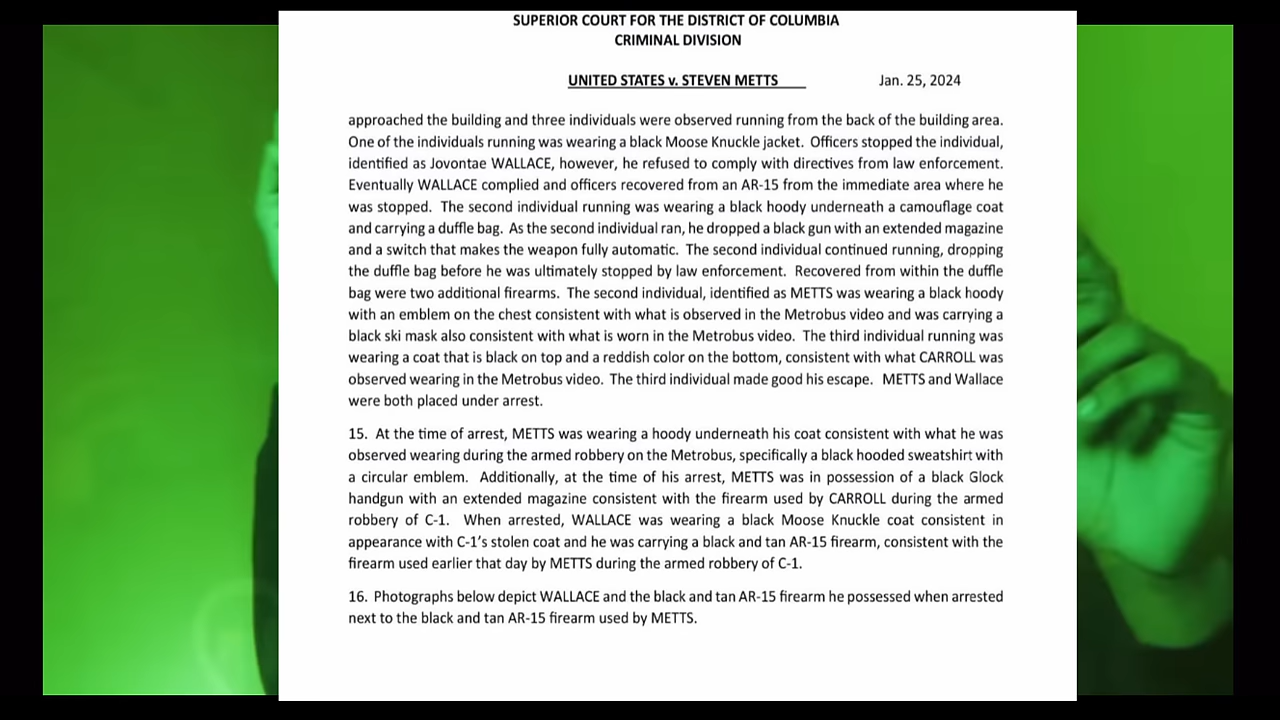 SUPERIOR COURT FOR THE DISTRICT OF COLUMBIA
CRIMINAL DIVISION
UNITED STATES v. STEVEN METTS Jan. 25, 2024
approached the building and three individuals were observed running from the back of the building area.
One of the individuals running was wearing a black Moose Knuckle jacket. Officers stopped the individual,
identified as Jovontae WALLACE, however, he refused to comply with directives from law enforcement.
Eventually WALLACE complied and officers recovered from an AR-15 from the immediate area where he
was stopped. The second individual running was wearing a black hoody underneath a camouflage coat
and carrying a duffle bag. As the second individual ran, he dropped a black gun with an extended magazine
and a switch that makes the weapon fully automatic. The second individual continued running, dropping
the duffle bag before he was ultimately stopped by law enforcement. Recovered from within the duffle
bag were two additional firearms. The second individual, identified as METTS was wearing a black hoody
with an emblem on the chest consistent with what is observed in the Metrobus video and was carrying a
black ski mask also consistent with what is worn in the Metrobus video. The third individual running was
wearing a coat that is black on top and a reddish color on the bottom, consistent with what CARROLL was
observed wearing in the Metrobus video. The third individual made good his escape. METTS and Wallace
were both placed under arrest.
15. At the time of arrest, METTS was wearing a hoody underneath his coat consistent with what he was
observed wearing during the armed robbery on the Metrobus, specifically a black hooded sweatshirt with
a circular emblem. Additionally, at the time of his arrest, METTS was in possession of a black Glock
handgun with an extended magazine consistent with the firearm used by CARROLL during the armed
robbery of C-1. When arrested, WALLACE was wearing a black Moose Knuckle coat consistent in
appearance with C-1's stolen coat and he was carrying a black and tan AR-15 firearm, consistent with the
firearm used earlier that day by METTS during the armed robbery of C-1.
16. Photographs below depict WALLACE and the black and tan AR-15 firearm he possessed when arrested
next to the black and tan AR-15 firearm used by METTS.